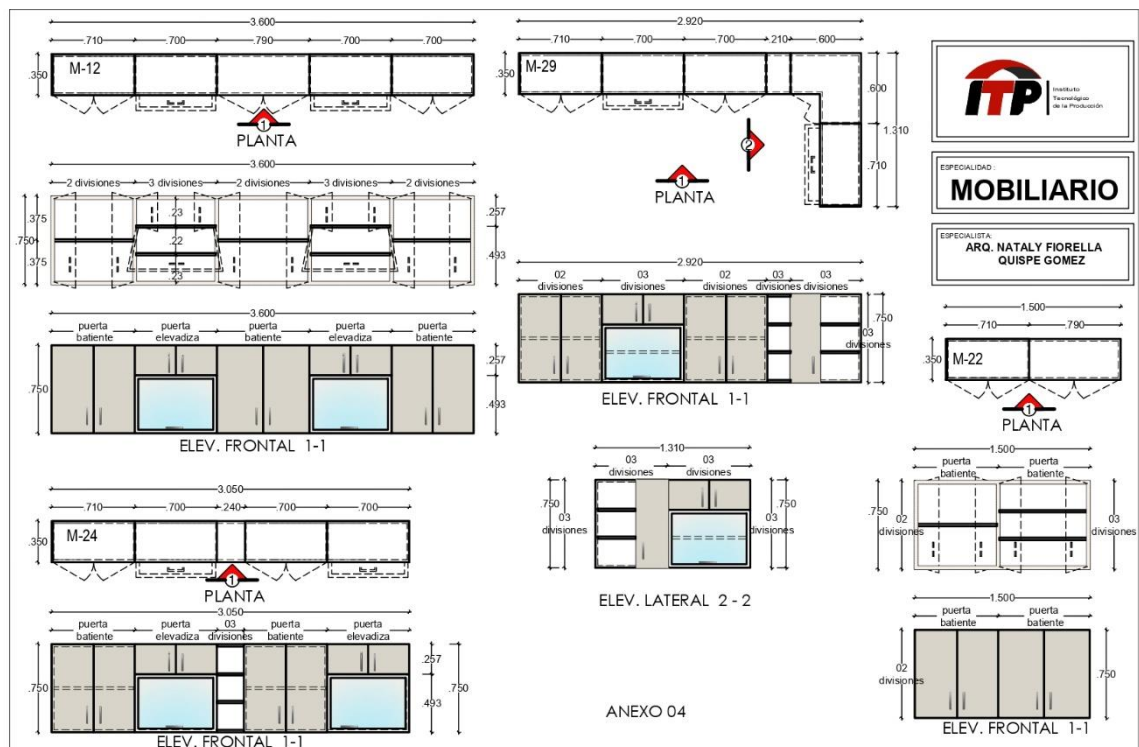 3.600
.710 .700 .790 .700 .700
.350
M-12
1
PLANTA
3.600
2 divisiones 3 divisiones 2 divisiones 3 divisiones 2 divisiones
.375
.750
.375
.23
.22
.23
.257
.493
3.600
puerta batiente
puerta elevadiza
puerta batiente
puerta elevadiza
puerta batiente
.750
.257
.493
ELEV. FRONTAL 1-1
3.050
.710 .700 .240 .700 .700
.350
M-24
1
PLANTA
3.050
puerta batiente
puerta elevadiza
03 divisiones
puerta batiente
puerta elevadiza
.750
.257
.493
.750
ELEV. FRONTAL 1-1
2.920
.710 .700 .700 .210 .600
.350
M-29
.600
1.310
.710
2
1
PLANTA
2.920
02 divisiones
03 divisiones
02 divisiones
03 divisiones
03 divisiones
.750
03 divisiones
ELEV. FRONTAL 1-1
1.310
03 divisiones
03 divisiones
.750
03 divisiones
03 divisiones
.750
ELEV. LATERAL 2 - 2
ANEXO 04
ITP
Instituto
Tecnológico
de la Producción
ESPECIALIDAD :
MOBILIARIO
ESPECIALISTA:
ARQ. NATALY FIORELLA
QUISPE GOMEZ
1.500
.710 .790
.350
M-22
1
PLANTA
1.500
puerta batiente
puerta batiente
.750
02 divisiones
03 divisiones
1.500
puerta batiente
puerta batiente
02 divisiones
.750
ELEV. FRONTAL 1-1